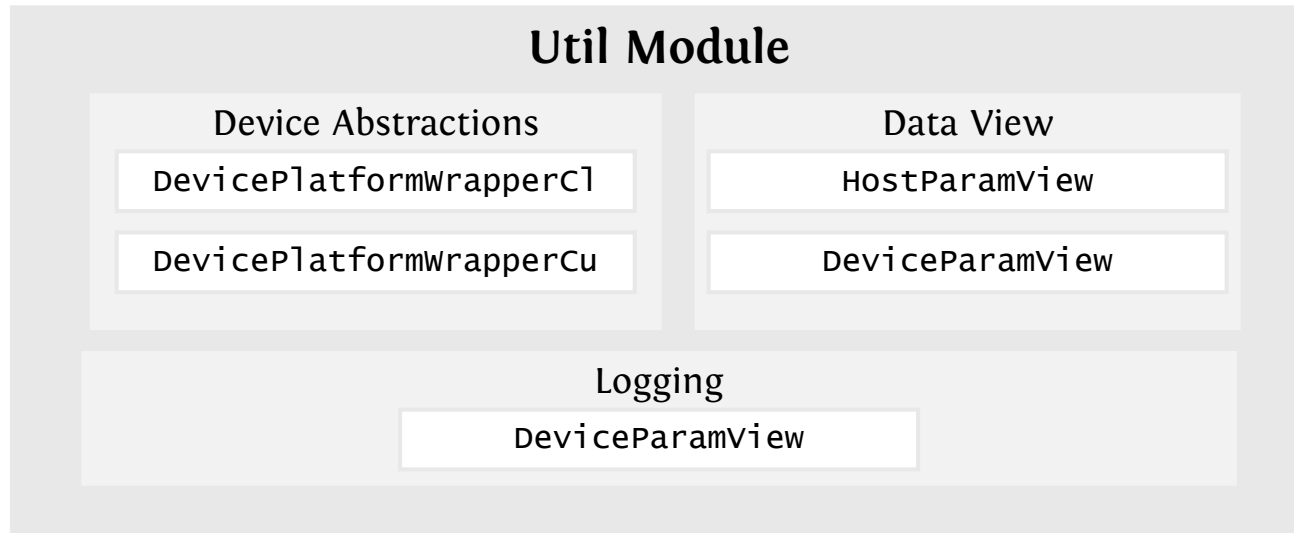 Util Module
Device Abstractions
DevicePlatformWrapperCl
DevicePlatformWrapperCu
Data View
HostParamView
DeviceParamView
Logging
DeviceParamView